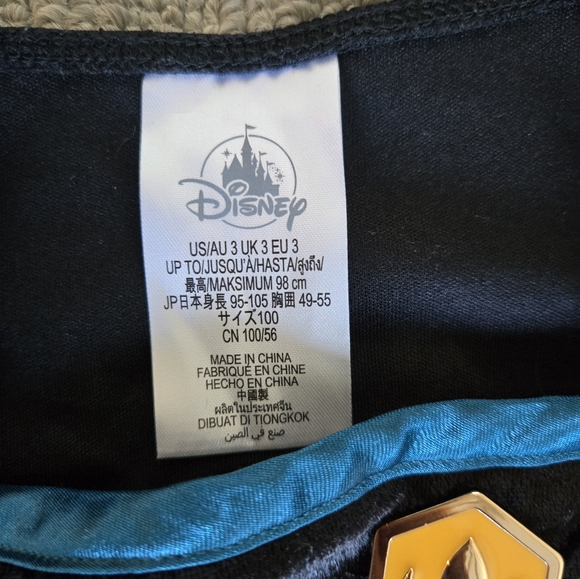 Disney
US/AU 3 UK 3 EU 3
UP TO/JUSQU'À/HASTA/สูงถึง/
最高/MAKSIMUM 98 cm
JP日本身長 95-105 胸囲 49-55
サイズ100
CN 100/56
MADE IN CHINA
FABRIQUÉ EN CHINE
HECHO EN CHINA
中國製
ผลิตในประเทศจีน
DIBUAT DI TIONGKOK
صنع في الصين